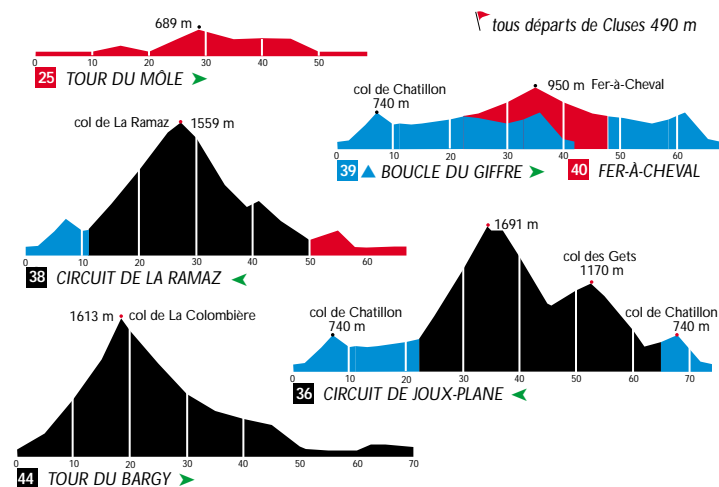 tous départs de Cluses 490 m
689 m
0 10 20 30 40 50
25 TOUR DU MÔLE
col de Chatillon
740 m
950 m Fer-à-Cheval
0 10 20 30 40 50 60
39 BOUCLE DU GIFFRE
40 FER-À-CHEVAL
col de La Ramaz 1559 m
0 10 20 30 40 50 60
38 CIRCUIT DE LA RAMAZ
1691 m
col des Gets
1170 m
col de Chatillon
740 m
col de Chatillon
740 m
0 10 20 30 40 50 60 70
36 CIRCUIT DE JOUX-PLANE
1613 m col de La Colombière
0 10 20 30 40 50 60 70
44 TOUR DU BARGY